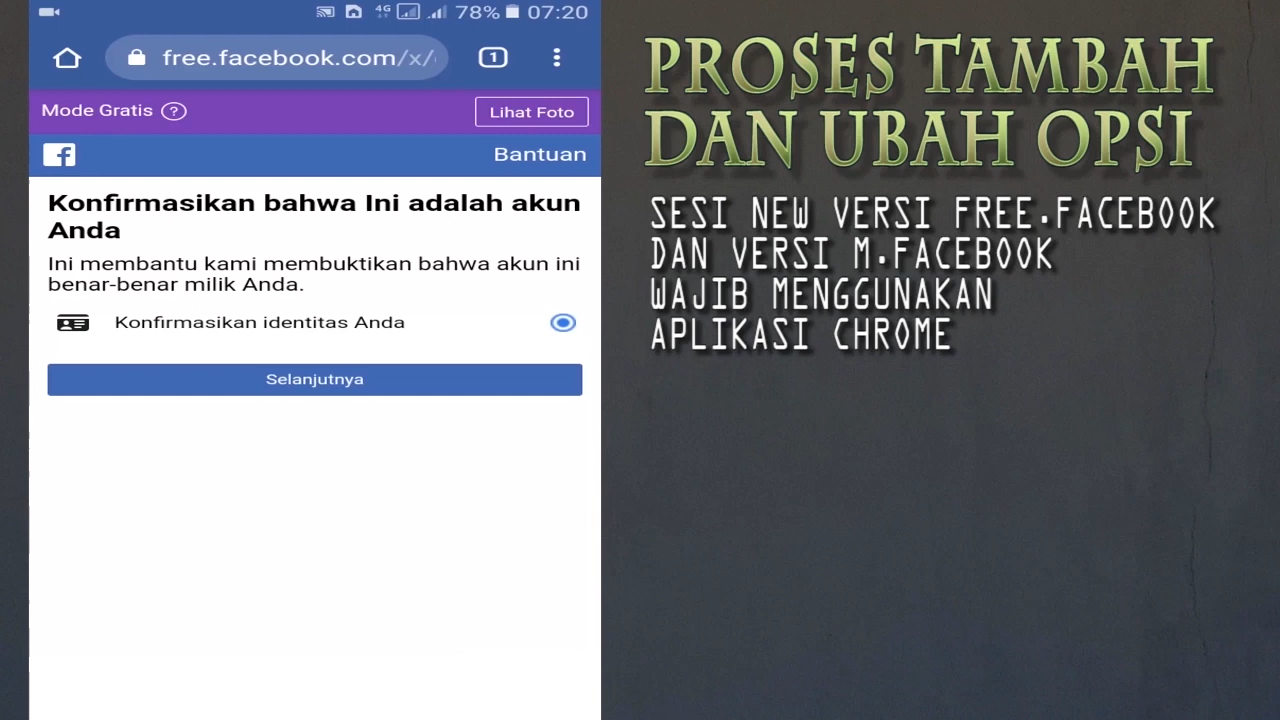 4G 78% 07:20
free.facebook.com/x/
1
Mode Gratis ?
Lihat Foto
Bantuan
Konfirmasikan bahwa Ini adalah akun
Anda
Ini membantu kami membuktikan bahwa akun ini
benar-benar milik Anda.
Konfirmasikan identitas Anda
Selanjutnya
PROSES TAMBAH
DAN UBAH OPSI
SESI NEW VERSI FREE.FACEBOOK
DAN VERSI M.FACEBOOK
WAJIB MENGGUNAKAN
APLIKASI CHROME